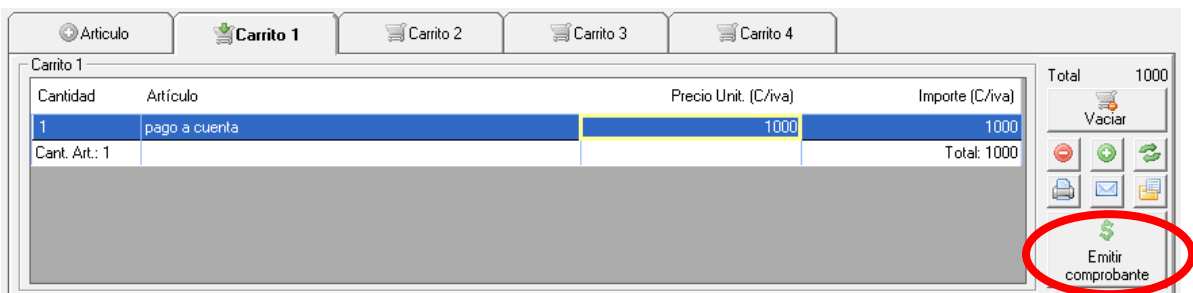 Articulo
Carrito 1
Carrito 2
Carrito 3
Carrito 4
Carrito 1
Total 1000
Cantidad Artículo Precio Unit. (C/iva) Importe (C/iva)
Vaciar
1 pago a cuenta 1000 1000
Cant. Art.: 1 Total: 1000
Emitir
comprobante